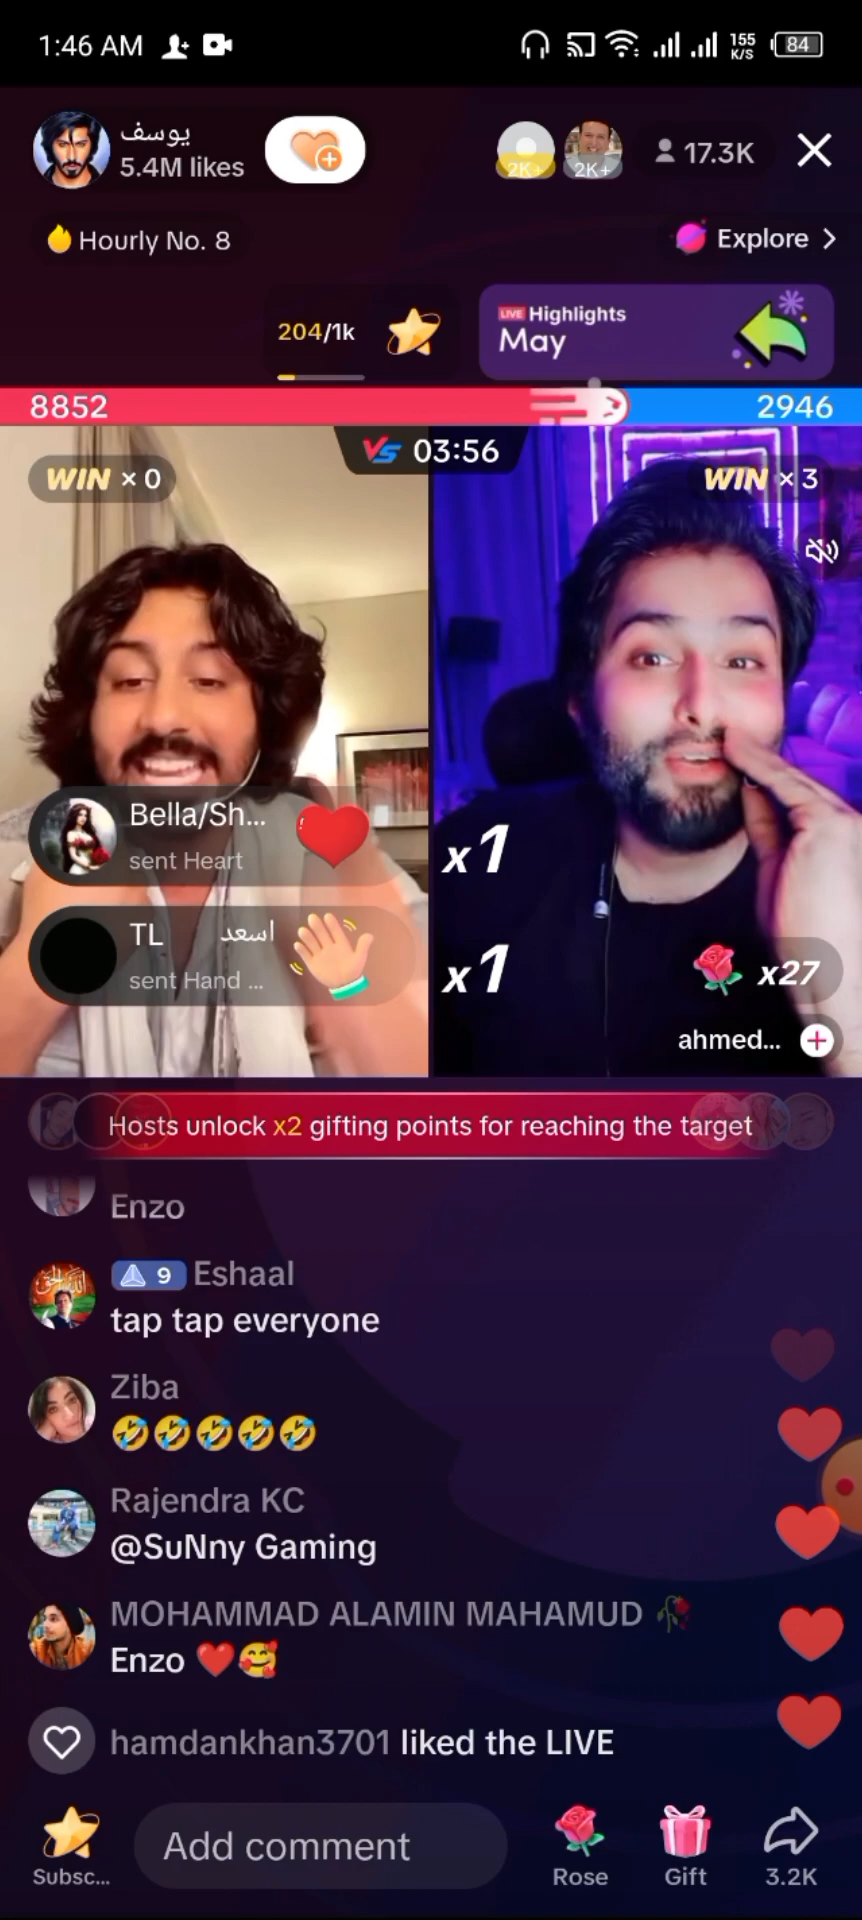 1:46 AM
155
K/S
84
يوسف
5.4M likes
2K+
2K+
17.3K
Hourly No. 8
Explore
204/1k
LIVE Highlights
May
8852
2946
VS 03:56
WIN × 0
WIN × 3
Bella/Sh...
sent Heart
x1
TL اسعد
sent Hand ...
x1
x27
ahmed...
Hosts unlock x2 gifting points for reaching the target
Enzo
9 Eshaal
tap tap everyone
Ziba
🤣🤣🤣🤣🤣
Rajendra KC
@SuNny Gaming
MOHAMMAD ALAMIN MAHAMUD 🥀
Enzo ❤️🥰
hamdankhan3701 liked the LIVE
Subsc...
Add comment
Rose
Gift
3.2K